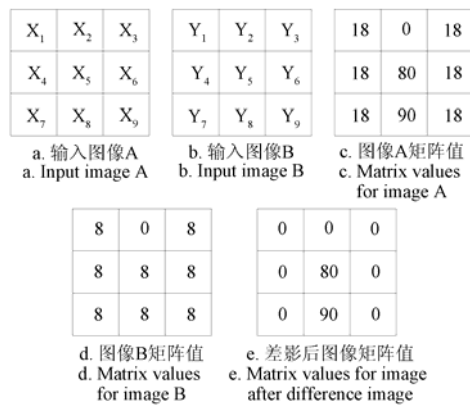 X₁ X₂ X₃ Y₁ Y₂ Y₃ 18 0 18
X₄ X₅ X₆ Y₄ Y₅ Y₆ 18 80 18
X₇ X₈ X₉ Y₇ Y₈ Y₉ 18 90 18
a. 输入图像A b. 输入图像B c. 图像A矩阵值
a. Input image A b. Input image B c. Matrix values
for image A
8 0 8 0 0 0
8 8 8 0 80 0
8 8 8 0 90 0
d. 图像B矩阵值 e. 差影后图像矩阵值
d. Matrix values e. Matrix values for image
for image B after difference image